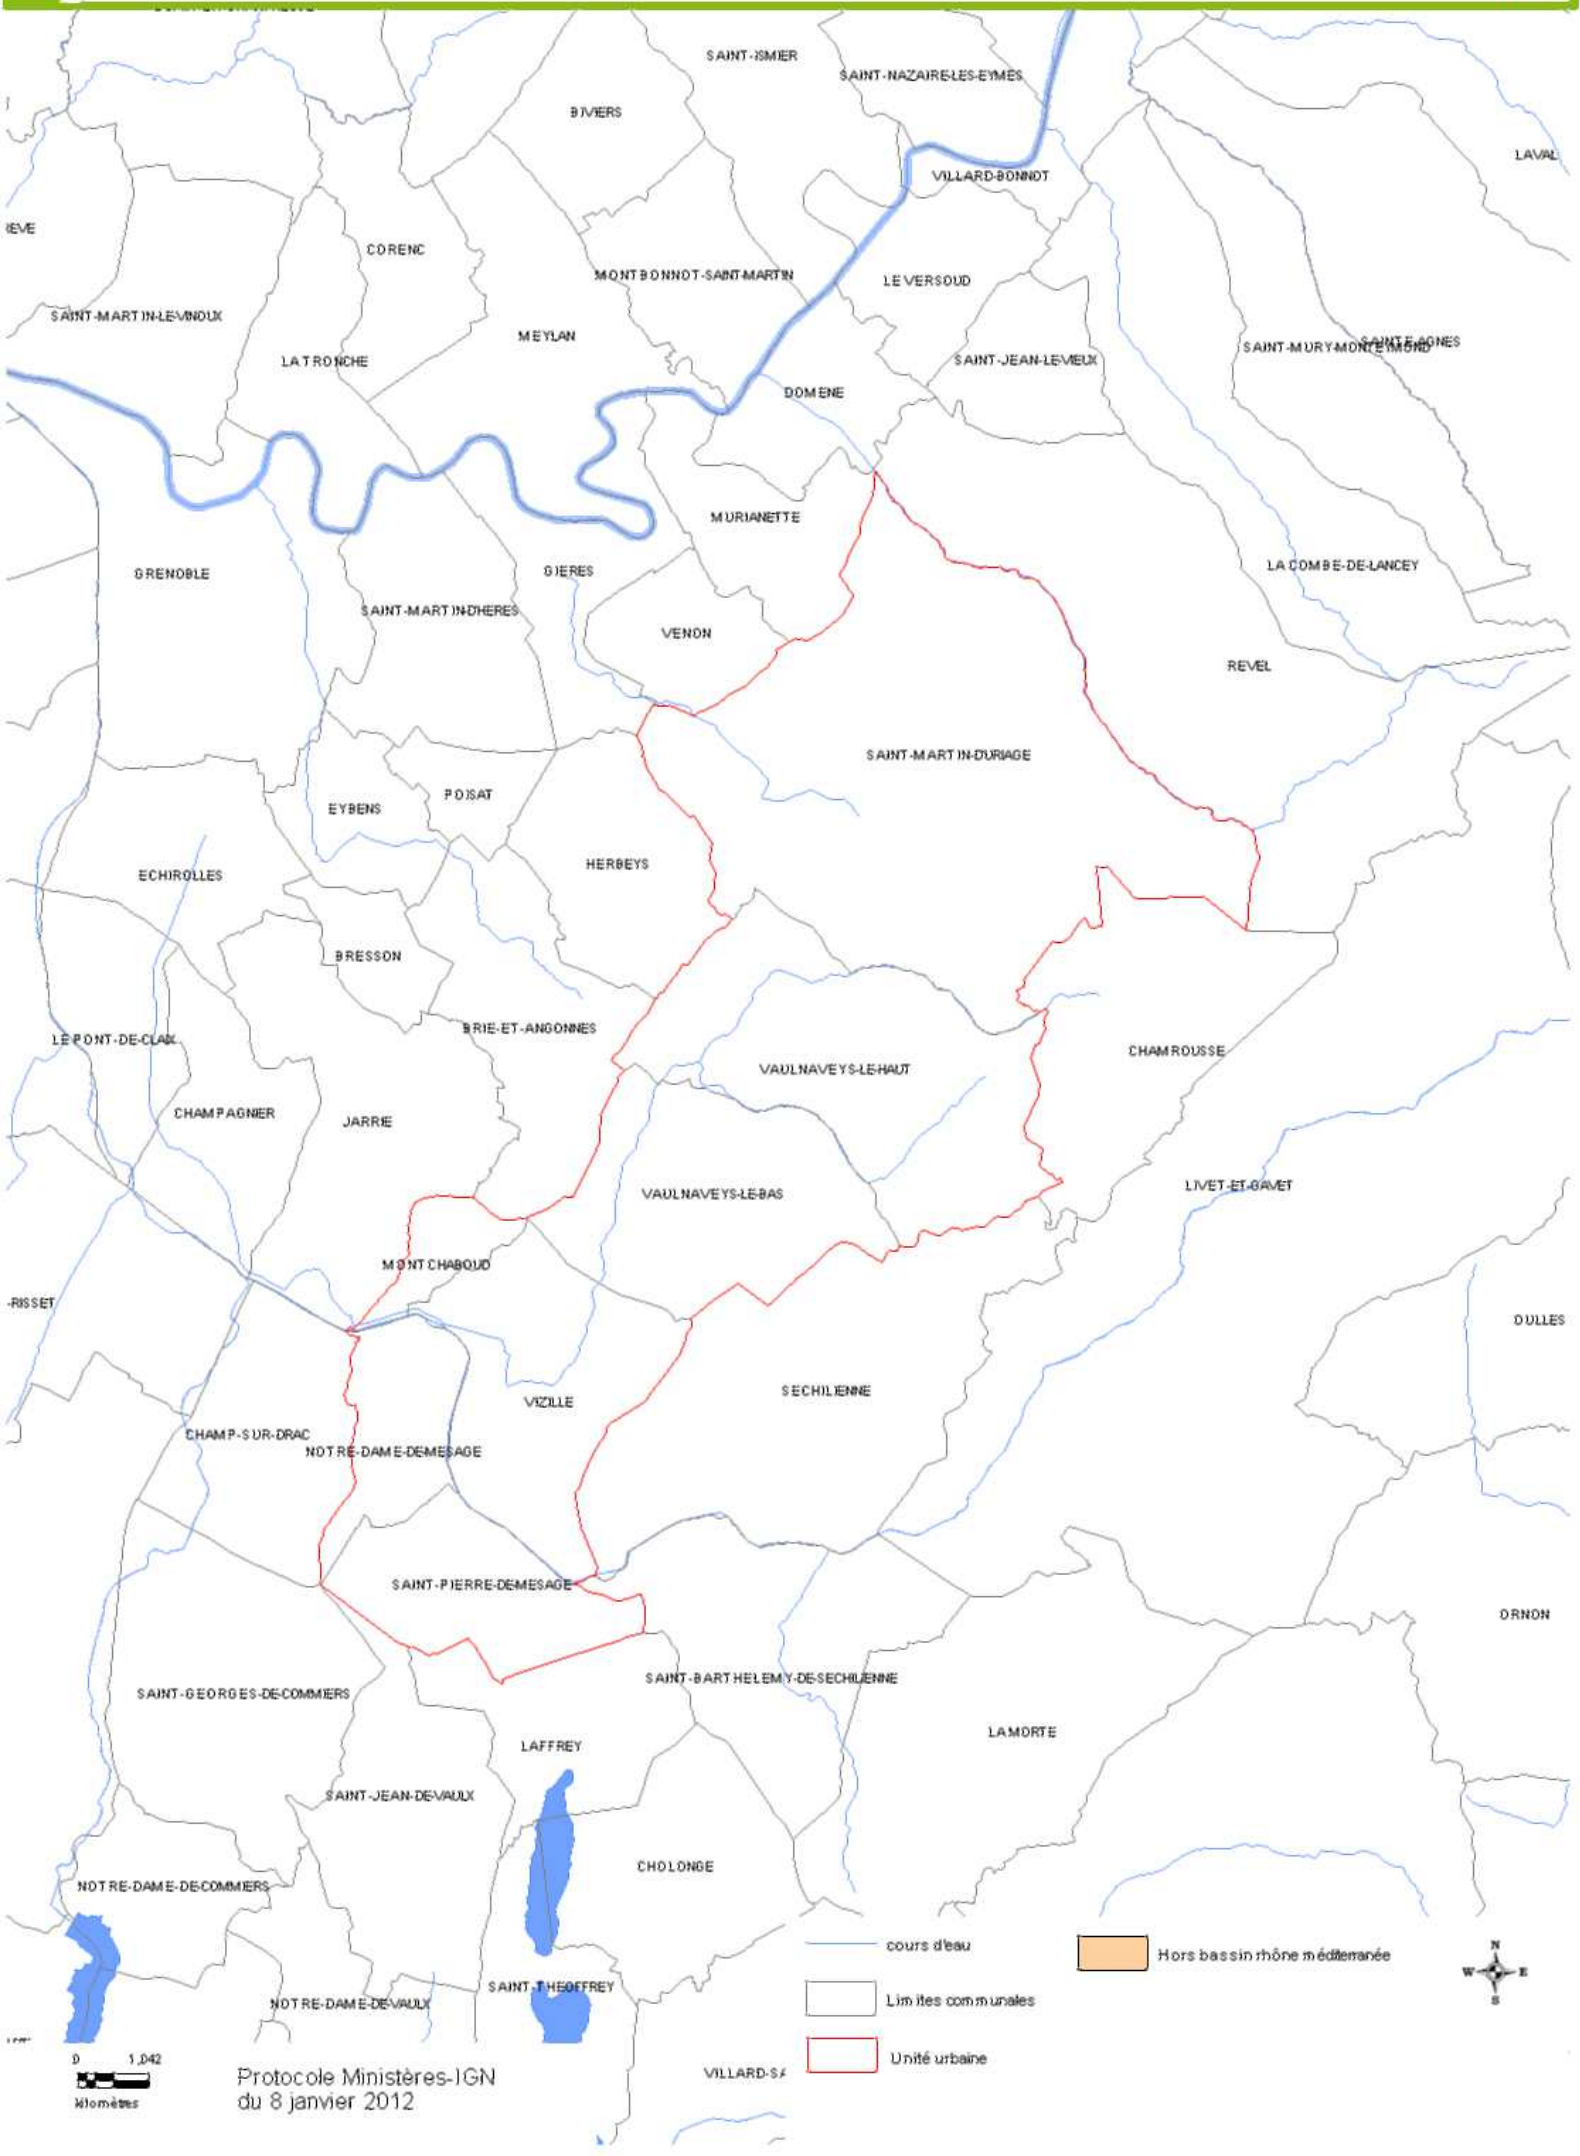 SAINT-ISMIER
SAINT-NAZAIRE-LES-EYMES
BIVIERS
LAVAL
VILLARD-BONNOT
CORENC
MONTBONNOT-SAINT-MARTIN
LE VERSOUD
SAINT-MARTIN-LE-VINOUX
MEYLAN
SAINTE-AGNES
SAINT-MURY-MONTEYMOND
LA TRONCHE
SAINT-JEAN-LE-VIEUX
DOMENE
MURIANETTE
GRENOBLE
GIERES
LA COMBE-DE-LANCEY
SAINT-MARTIN-D'HERES
VENON
REVEL
SAINT-MARTIN-D'URIAGE
POISAT
EYBENS
HERBEYS
ECHIROLLES
BRESSON
BRIE-ET-ANGONNES
LE PONT-DE-CLAIX
CHAMROUSSE
VAULNAVEYS-LE-HAUT
CHAMPAGNIER
JARRIE
LIVET-ET-GAVET
VAULNAVEYS-LE-BAS
MONTCHABOUD
-RISSET
OULLES
SECHILIENNE
VIZILLE
CHAMP-SUR-DRAC
NOTRE-DAME-DE-MESAGE
SAINT-PIERRE-DE-MESAGE
ORNON
SAINT-BARTHELEMY-DE-SECHILIENNE
SAINT-GEORGES-DE-COMMIERS
LA MORTE
LAFFREY
SAINT-JEAN-DE-VAULX
CHOLONGE
NOTRE-DAME-DE-COMMIERS
SAINT-THEOFFREY
NOTRE-DAME-DE-VAULX
VILLARD-SA
cours d'eau
Limites communales
Unité urbaine
Hors bassin rhône méditerranée
N
W E
S
0 1,042
kilomètres
Protocole Ministères-IGN
du 8 janvier 2012